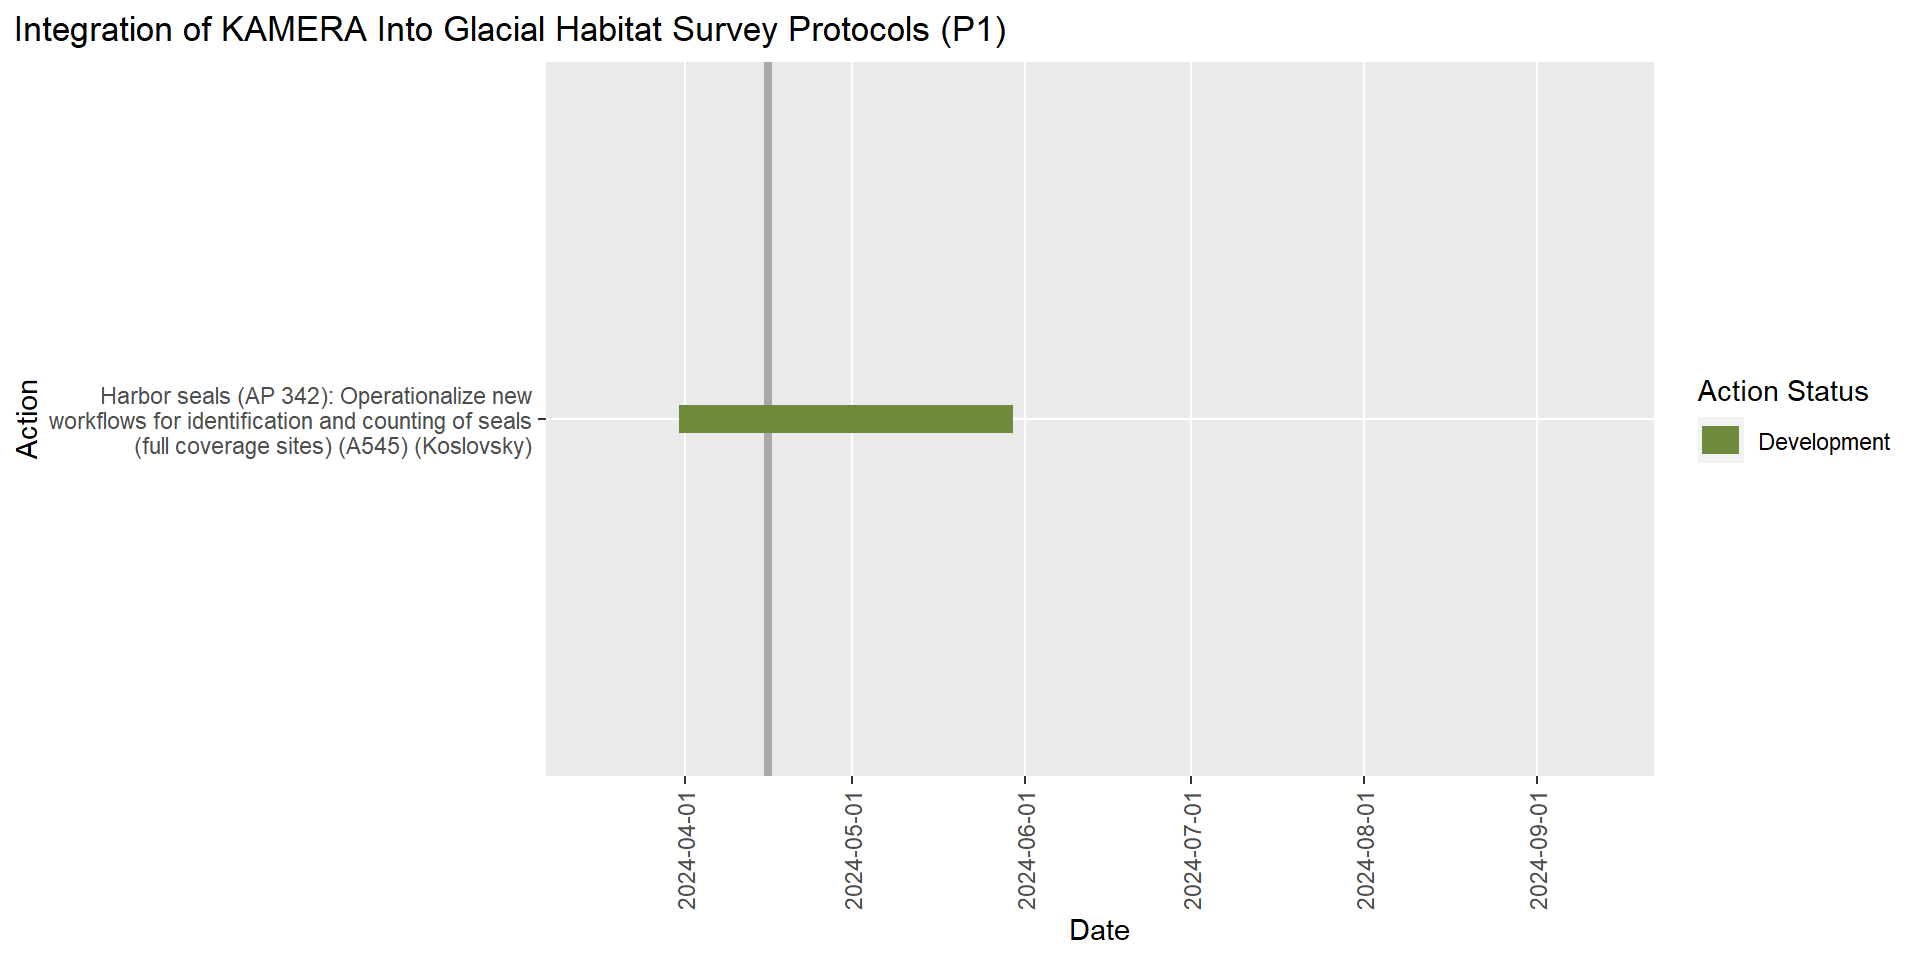 Integration of KAMERA Into Glacial Habitat Survey Protocols (P1)
Action
Harbor seals (AP 342): Operationalize new
workflows for identification and counting of seals
(full coverage sites) (A545) (Koslovsky)
2024-04-01
2024-05-01
2024-06-01
2024-07-01
2024-08-01
2024-09-01
Date
Action Status
Development